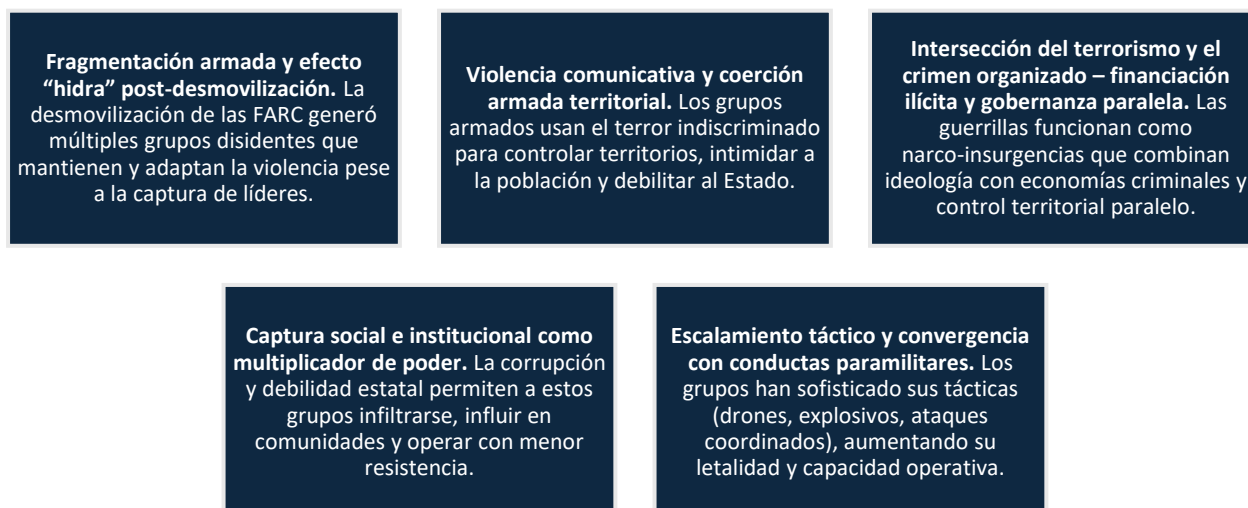 Fragmentación armada y efecto
“hidra” post-desmovilización. La
desmovilización de las FARC generó
múltiples grupos disidentes que
mantienen y adaptan la violencia pese
a la captura de líderes.
Violencia comunicativa y coerción
armada territorial. Los grupos
armados usan el terror indiscriminado
para controlar territorios, intimidar a
la población y debilitar al Estado.
Intersección del terrorismo y el
crimen organizado – financiación
ilícita y gobernanza paralela. Las
guerrillas funcionan como
narco-insurgencias que combinan
ideología con economías criminales y
control territorial paralelo.
Captura social e institucional como
multiplicador de poder. La corrupción
y debilidad estatal permiten a estos
grupos infiltrarse, influir en
comunidades y operar con menor
resistencia.
Escalamiento táctico y convergencia
con conductas paramilitares. Los
grupos han sofisticado sus tácticas
(drones, explosivos, ataques
coordinados), aumentando su
letalidad y capacidad operativa.